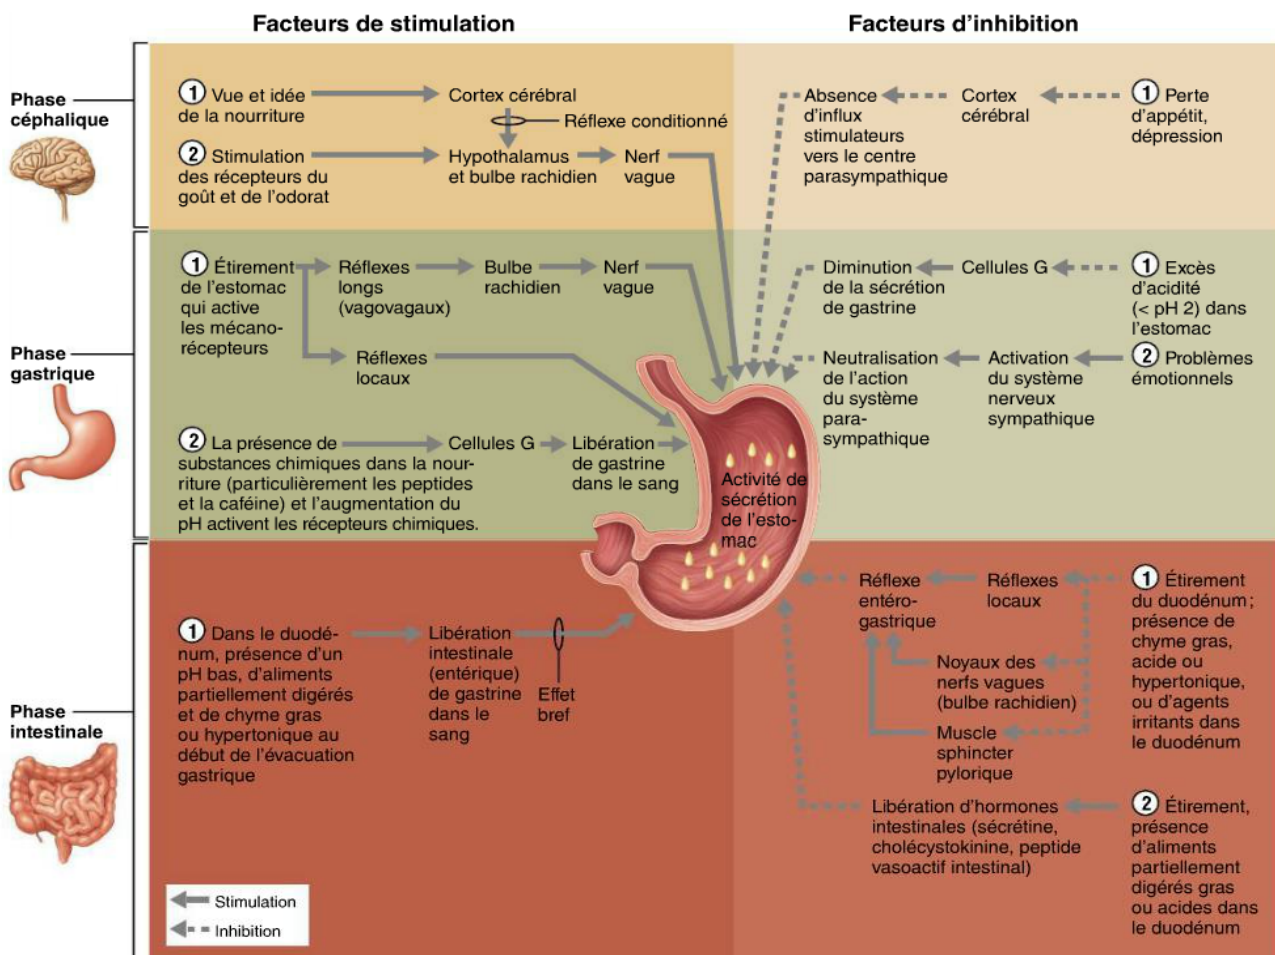 Facteurs de stimulation
Facteurs d'inhibition
Phase
céphalique
1 Vue et idée
de la nourriture
Cortex cérébral
Réflexe conditionné
2 Stimulation
des récepteurs du
goût et de l'odorat
Hypothalamus
et bulbe rachidien
Nerf
vague
Absence
d'influx
stimulateurs
vers le centre
parasympathique
Cortex
cérébral
1 Perte
d'appétit,
dépression
Phase
gastrique
1 Étirement
de l'estomac
qui active
les mécano-
récepteurs
Réflexes
longs
(vagovagaux)
Bulbe
rachidien
Nerf
vague
Réflexes
locaux
2 La présence de
substances chimiques dans la nour-
riture (particulièrement les peptides
et la caféine) et l'augmentation du
pH activent les récepteurs chimiques.
Cellules G
Libération
de gastrine
dans le sang
Diminution
de la sécrétion
de gastrine
Cellules G
1 Excès
d'acidité
(< pH 2) dans
l'estomac
Neutralisation
de l'action
du système
para-
sympathique
Activation
du système
nerveux
sympathique
2 Problèmes
émotionnels
Activité de
sécrétion
de l'esto-
mac
Phase
intestinale
1 Dans le duodé-
num, présence d'un
pH bas, d'aliments
partiellement digérés
et de chyme gras
ou hypertonique au
début de l'évacuation
gastrique
Libération
intestinale
(entérique)
de gastrine
dans le
sang
Effet
bref
Réflexe
entéro-
gastrique
Réflexes
locaux
Noyaux des
nerfs vagues
(bulbe rachidien)
Muscle
sphincter
pylorique
1 Étirement
du duodénum ;
présence de
chyme gras,
acide ou
hypertonique,
ou d'agents
irritants dans
le duodénum
Libération d'hormones
intestinales (sécrétine,
cholécystokinine, peptide
vasoactif intestinal)
2 Étirement,
présence
d'aliments
partiellement
digérés gras
ou acides dans
le duodénum
Stimulation
Inhibition